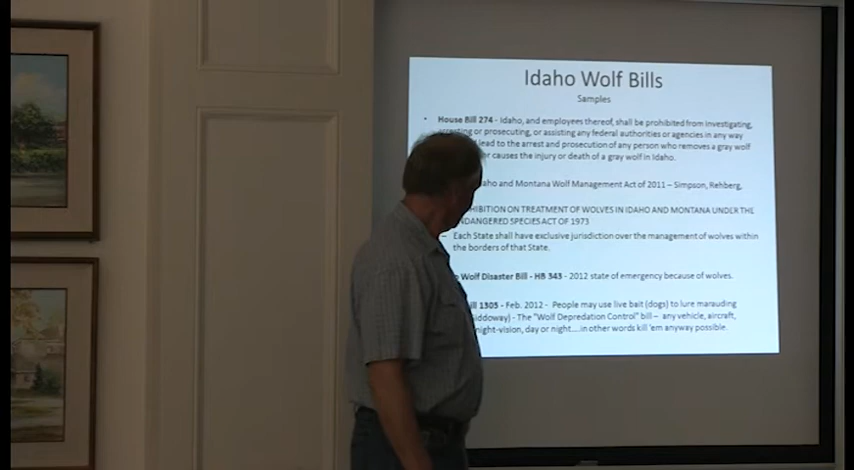 Idaho Wolf Bills
Samples
• House Bill 274 - Idaho, and employees thereof, shall be prohibited from investigating,
arresting or prosecuting, or assisting any federal authorities or agencies in any way
lead to the arrest and prosecution of any person who removes a gray wolf
causes the injury or death of a gray wolf in Idaho.
and Montana Wolf Management Act of 2011 – Simpson, Rehberg,
TREATMENT OF WOLVES IN IDAHO AND MONTANA UNDER THE
SPECIES ACT OF 1973
– Each State shall have exclusive jurisdiction over the management of wolves within
the borders of that State.
Wolf Disaster Bill - HB 343 - 2012 state of emergency because of wolves.
1305 - Feb. 2012 - People may use live bait (dogs) to lure marauding
- The "Wolf Depredation Control" bill – any vehicle, aircraft,
night-vision, day or night....in other words kill 'em anyway possible.